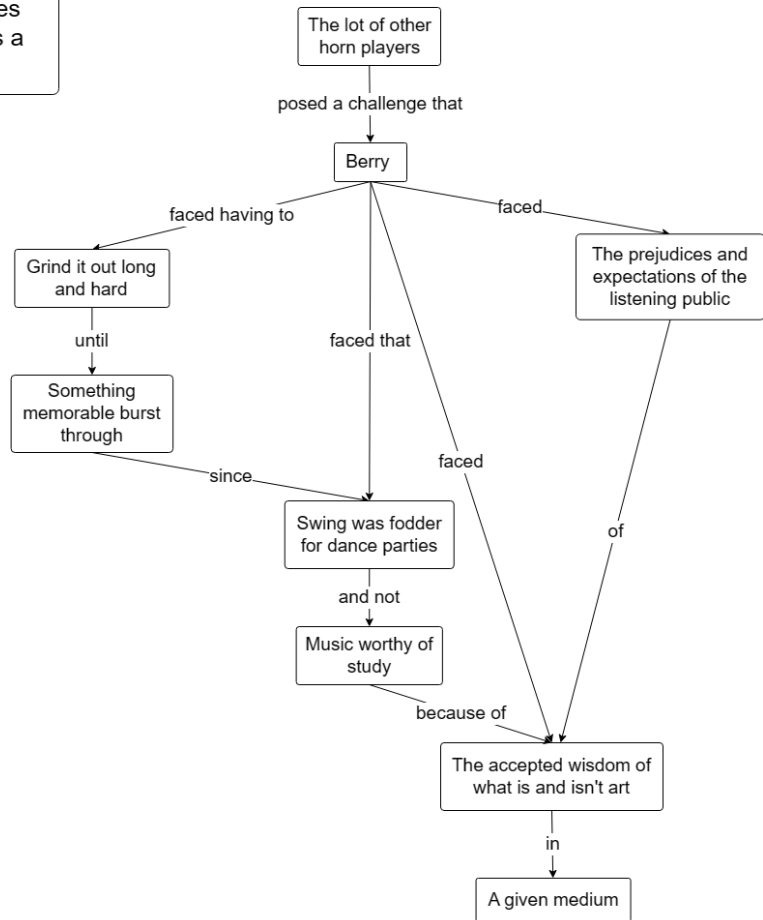 es
s a
The lot of other
horn players
posed a challenge that
Berry
faced having to
faced
Grind it out long
and hard
The prejudices and
expectations of the
listening public
until
faced that
Something
memorable burst
through
since
faced
Swing was fodder
for dance parties
of
and not
Music worthy of
study
because of
The accepted wisdom of
what is and isn't art
in
A given medium